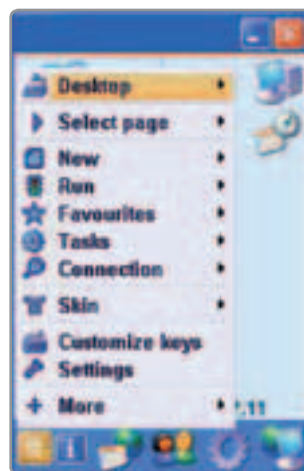 Desktop
Select page
New
Run
Favourites
Tasks
Connection
Skin
Customize keys
Settings
More